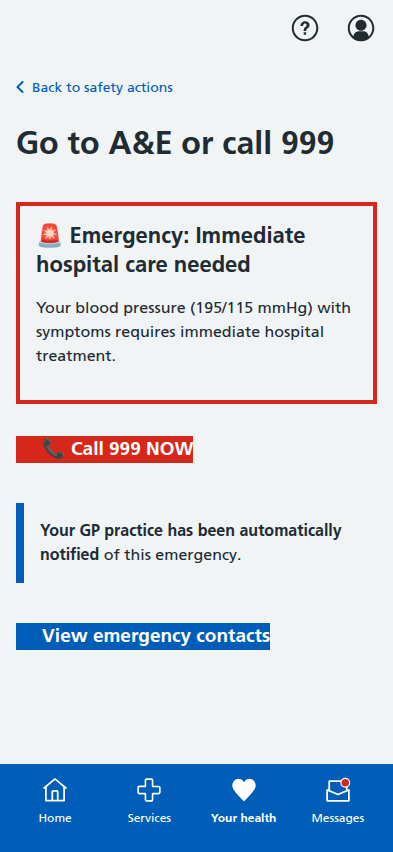 ?
Back to safety actions
Go to A&E or call 999
🚨 Emergency: Immediate
hospital care needed
Your blood pressure (195/115 mmHg) with
symptoms requires immediate hospital
treatment.
📞 Call 999 NOW
Your GP practice has been automatically
notified of this emergency.
View emergency contacts
Home Services Your health Messages